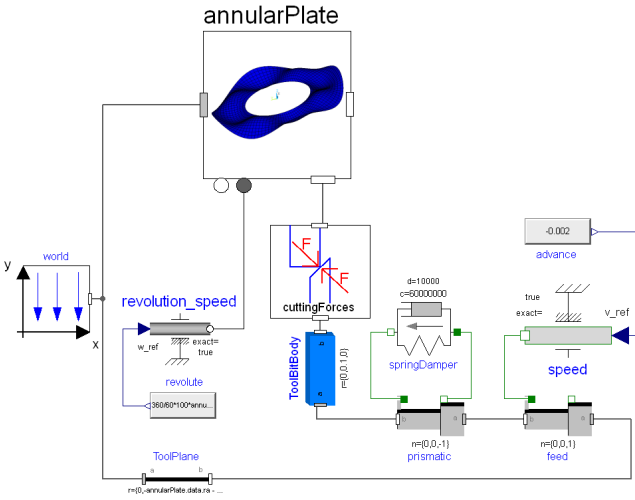 annularPlate
-0.002
advance
world
y
x
revolution_speed
w_ref
exact=
true
360/60*100*annu...
revolute
F
F
cuttingForces
ToolBitBody
b
a
r={0,0.1,0}
d=10000
c=60000000
springDamper
true
exact=
v_ref
speed
b
a
n={0,0,-1}
prismatic
b
a
n={0,0,1}
feed
ToolPlane
a
b
r={0,-annularPlate.data.ra - ...